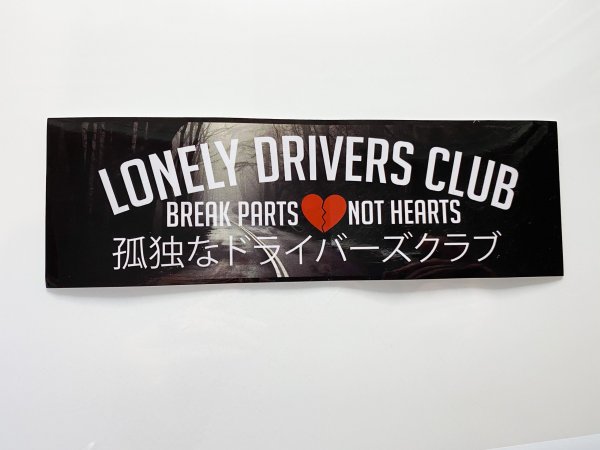 LONELY DRIVERS CLUB
BREAK PARTS NOT HEARTS
孤独なドライバーズクラブ